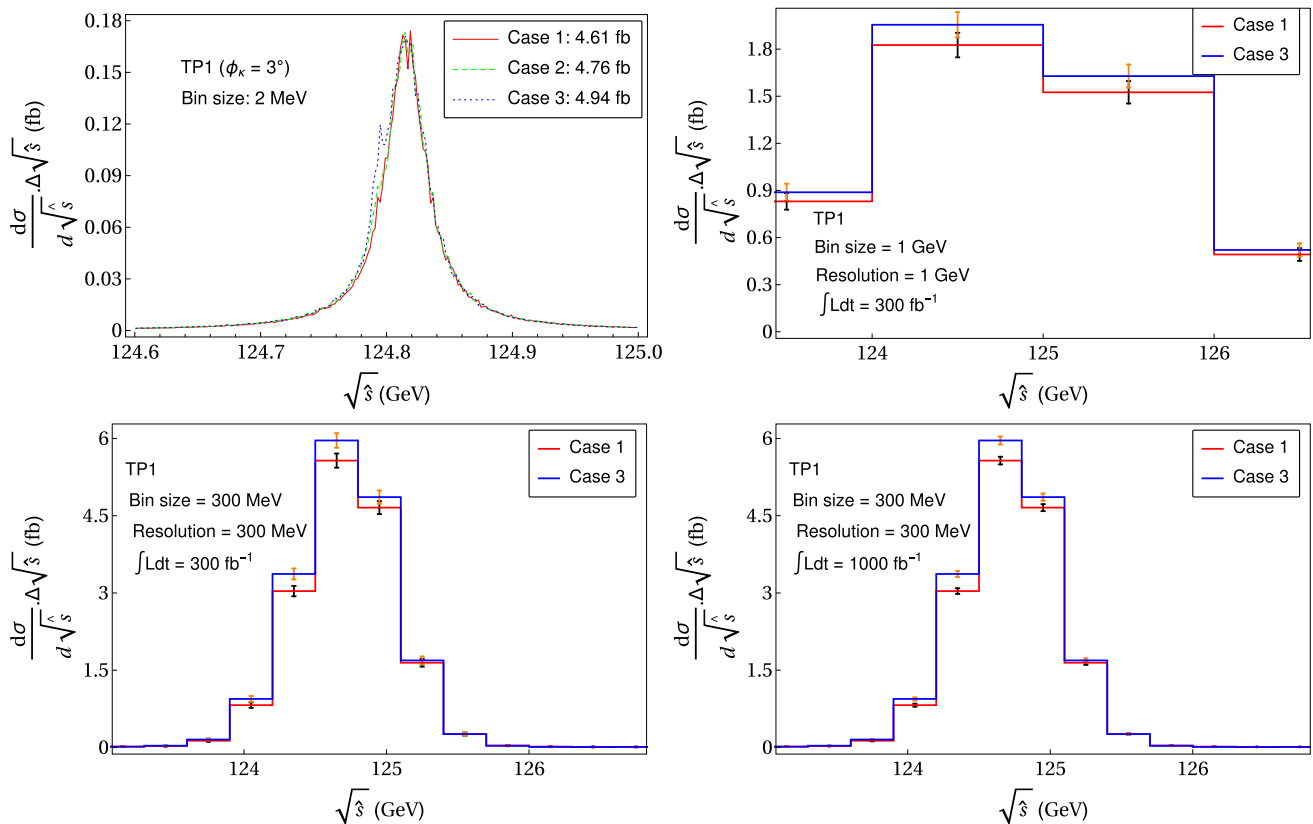 0.18
0.15
0.12
0.09
0.06
0.03
0
dσ
d√ŝ
.Δ√ŝ (fb)
TP1 (ϕκ = 3°)
Bin size: 2 MeV
Case 1: 4.61 fb
Case 2: 4.76 fb
Case 3: 4.94 fb
124.6 124.7 124.8 124.9 125.0
√ŝ (GeV)
1.8
1.5
1.2
0.9
0.6
0.3
0
dσ
d√ŝ
.Δ√ŝ (fb)
Case 1
Case 3
TP1
Bin size = 1 GeV
Resolution = 1 GeV
∫Ldt = 300 fb⁻¹
124 125 126
√ŝ (GeV)
6
4.5
3
1.5
0
dσ
d√ŝ
.Δ√ŝ (fb)
TP1
Bin size = 300 MeV
Resolution = 300 MeV
∫Ldt = 300 fb⁻¹
Case 1
Case 3
124 125 126
√ŝ (GeV)
6
4.5
3
1.5
0
dσ
d√ŝ
.Δ√ŝ (fb)
TP1
Bin size = 300 MeV
Resolution = 300 MeV
∫Ldt = 1000 fb⁻¹
Case 1
Case 3
124 125 126
√ŝ (GeV)